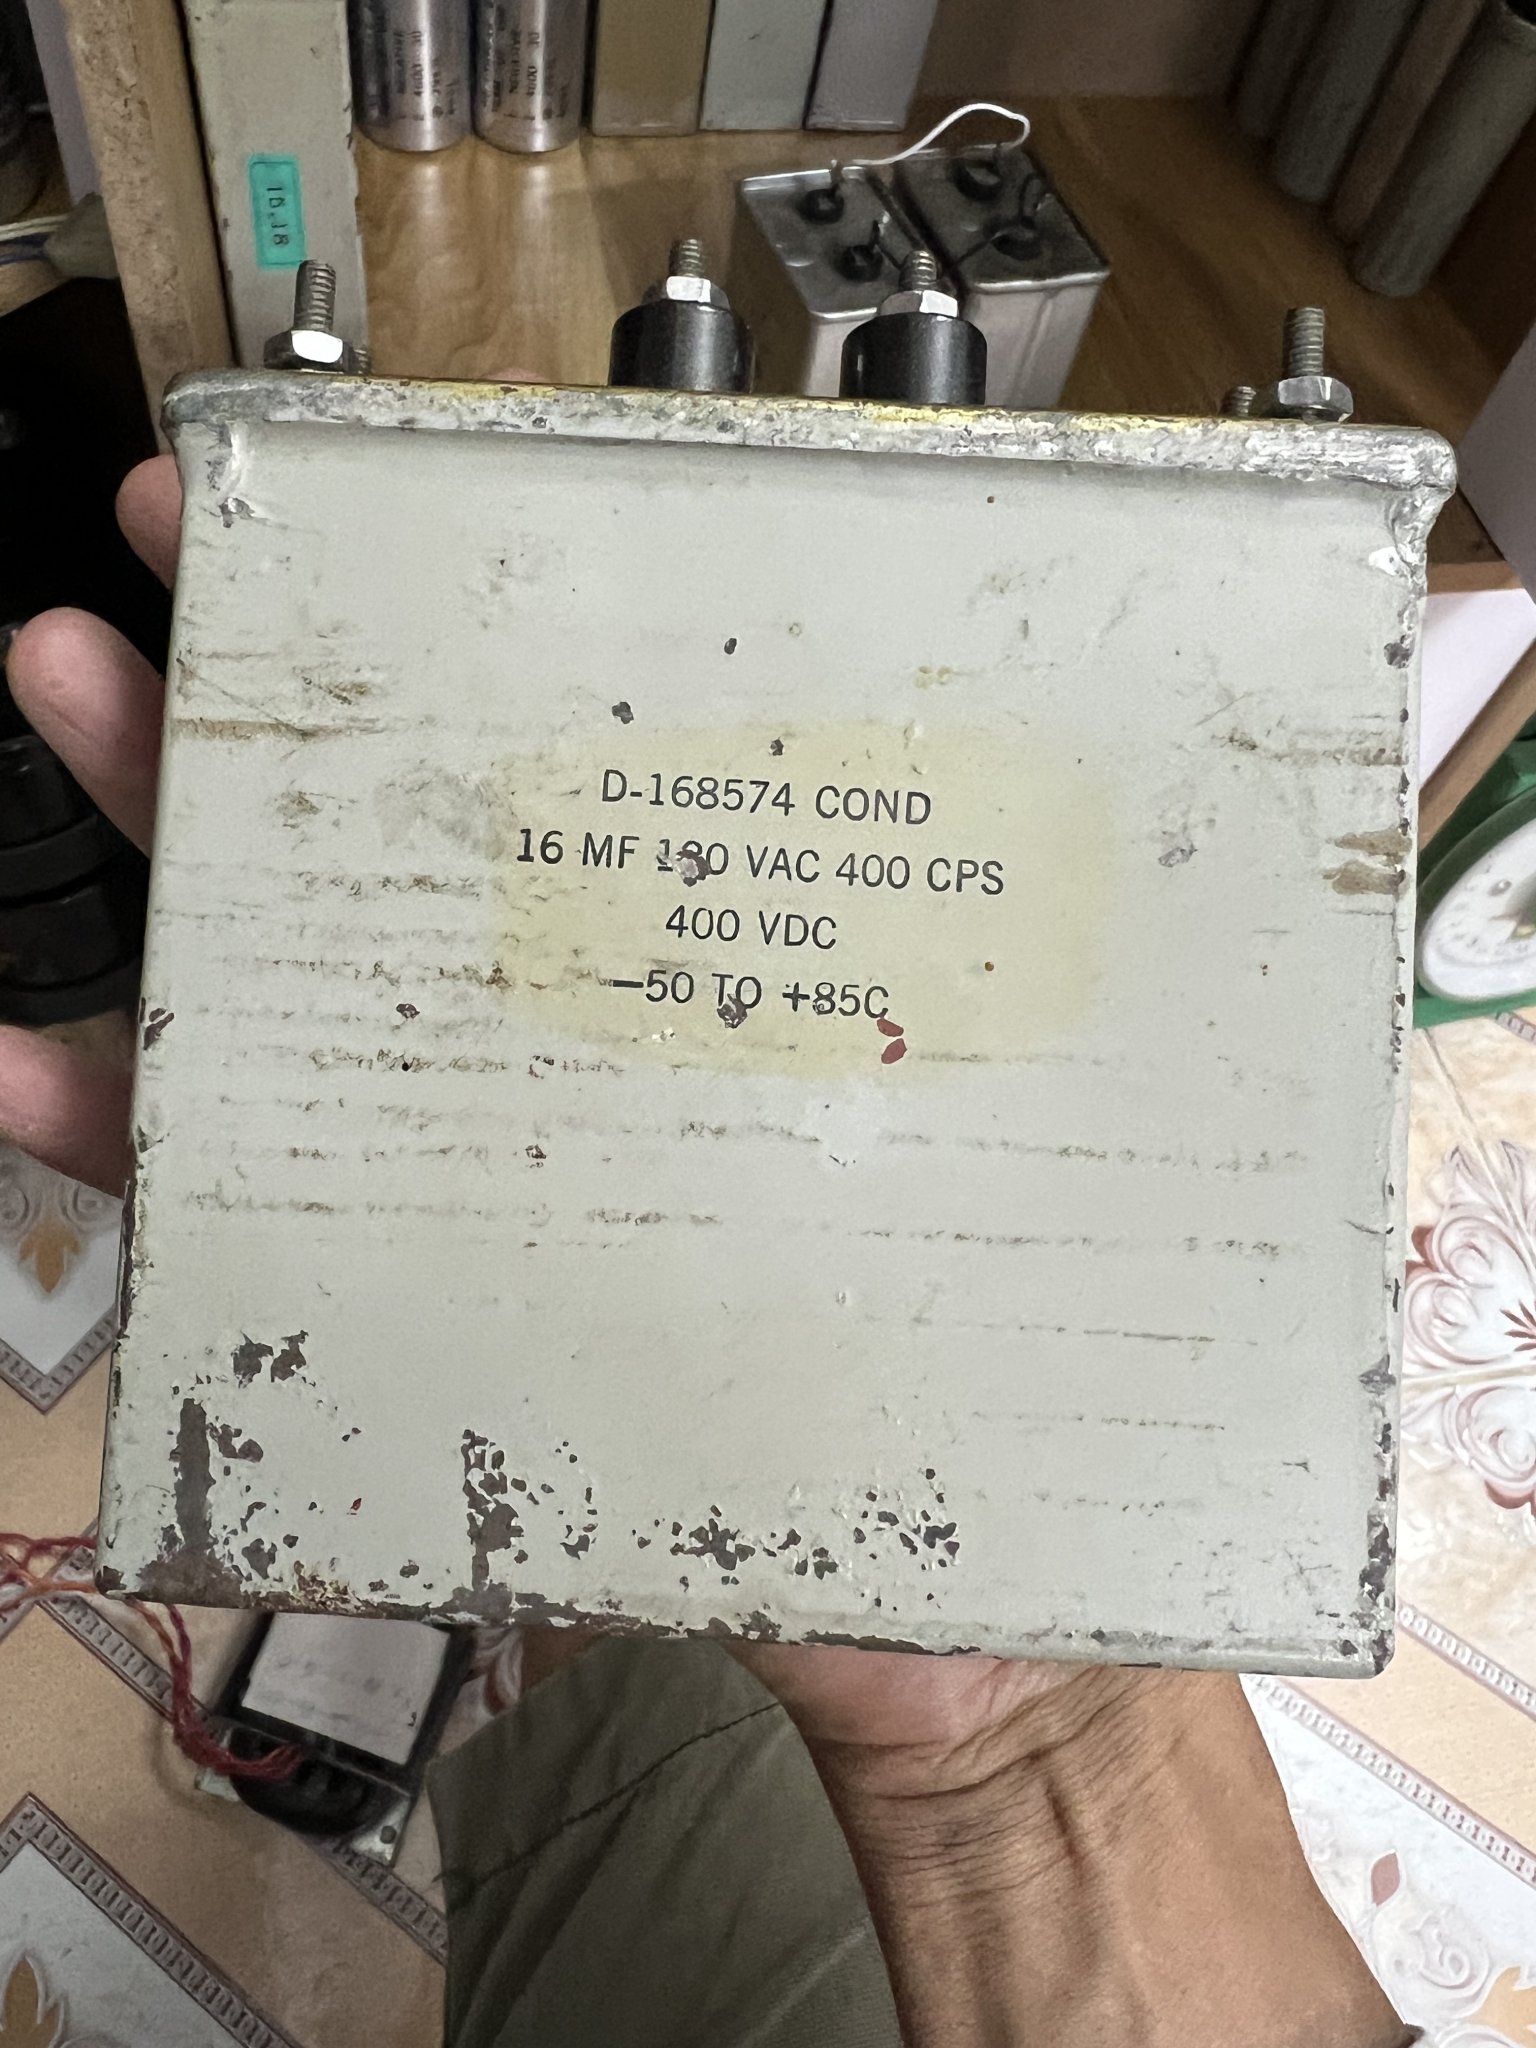 D-168574 COND
16 MF VAC 400 CPS
400 VDC
—50 TO +85C